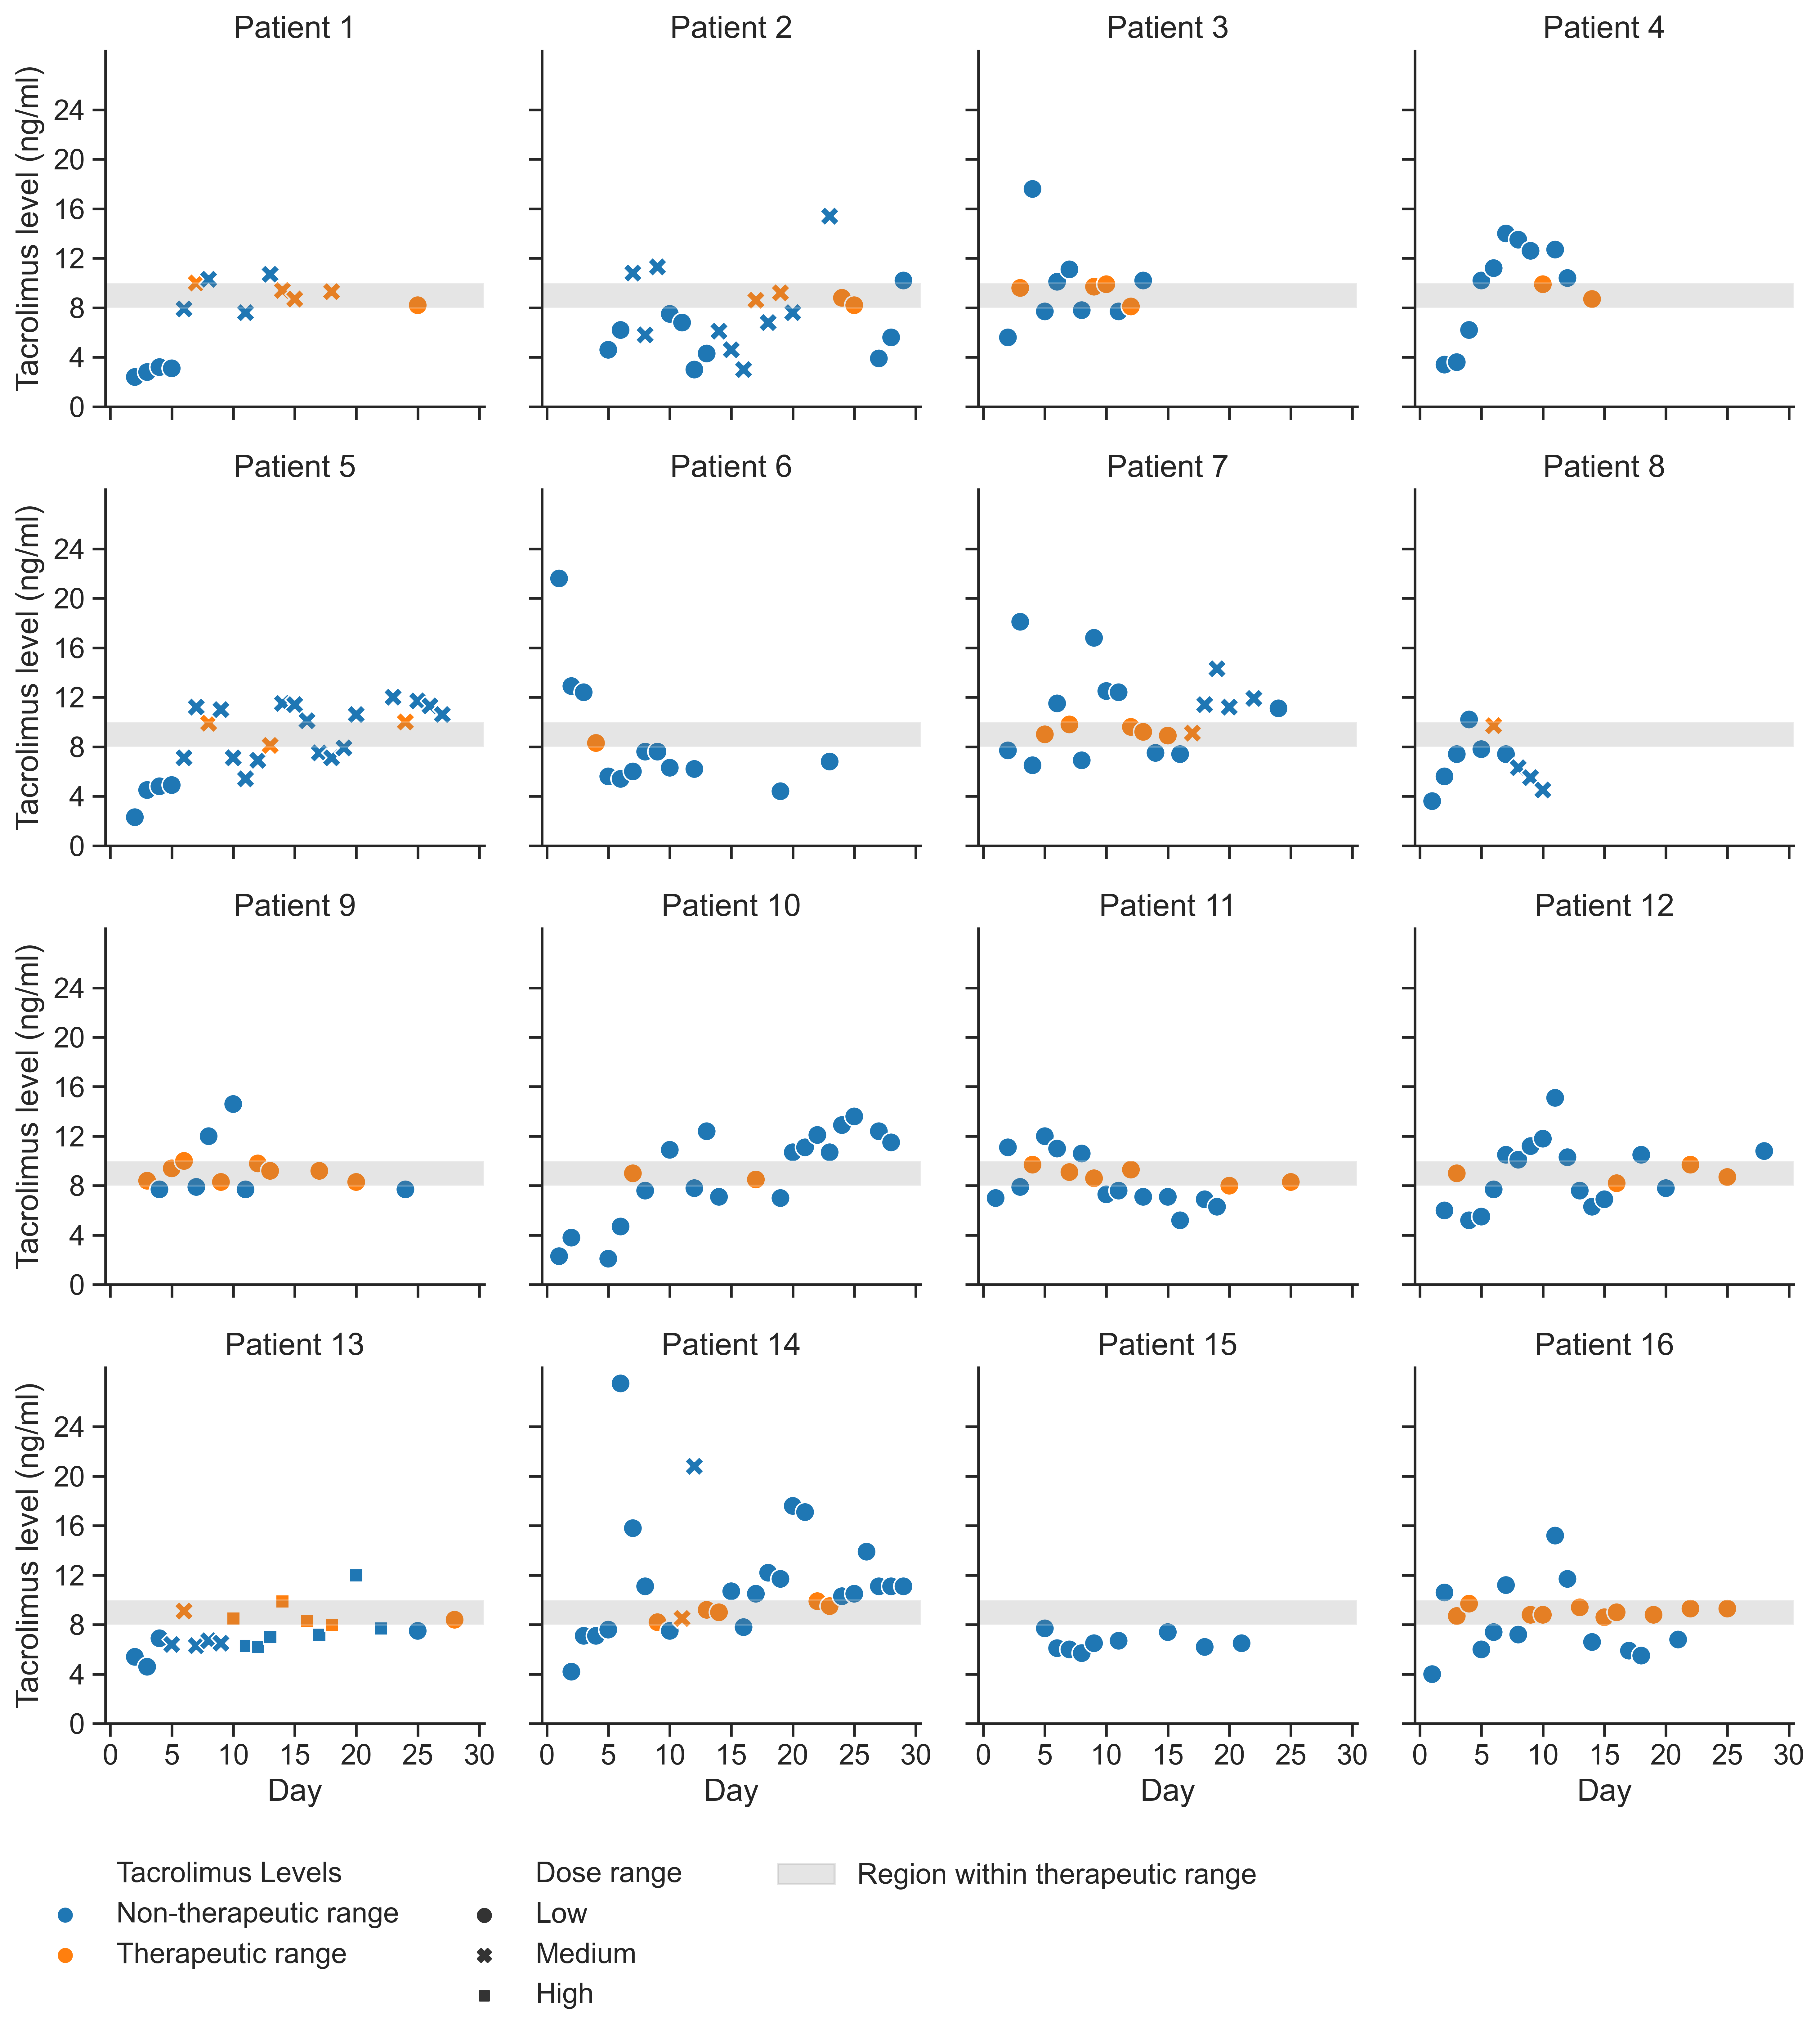 Patient 1
Patient 2
Patient 3
Patient 4
Tacrolimus level (ng/ml)
24
20
16
12
8
4
0
Patient 5
Patient 6
Patient 7
Patient 8
Tacrolimus level (ng/ml)
24
20
16
12
8
4
0
Patient 9
Patient 10
Patient 11
Patient 12
Tacrolimus level (ng/ml)
24
20
16
12
8
4
0
Patient 13
Patient 14
Patient 15
Patient 16
Tacrolimus level (ng/ml)
24
20
16
12
8
4
0
0 5 10 15 20 25 30
0 5 10 15 20 25 30
0 5 10 15 20 25 30
0 5 10 15 20 25 30
Day
Day
Day
Day
Tacrolimus Levels
Non-therapeutic range
Therapeutic range
Dose range
Low
Medium
High
Region within therapeutic range